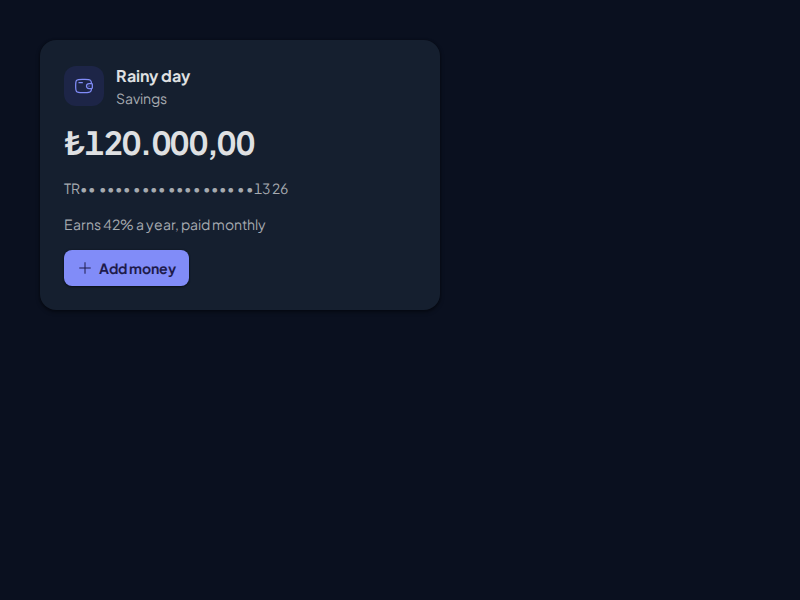 Rainy day
Savings
₺120.000,00
TR•• •••• •••• •••• •••• ••1326
Earns 42% a year, paid monthly
Add money